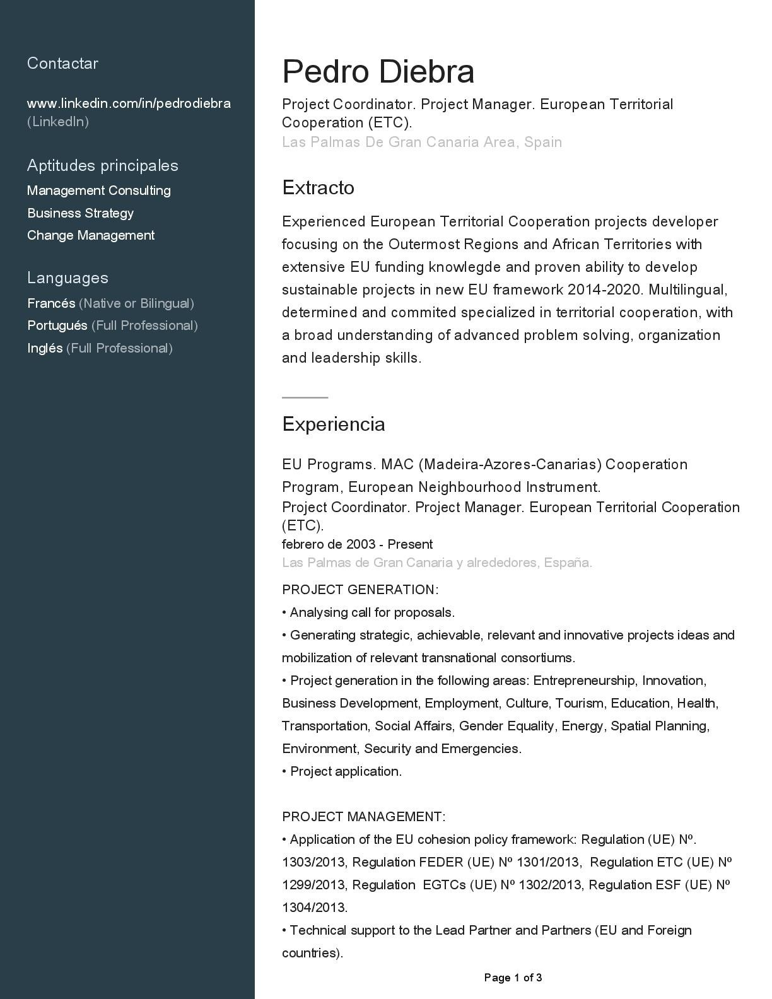 Contactar
www.linkedin.com/in/pedrodiebra
(LinkedIn)
Aptitudes principales
Management Consulting
Business Strategy
Change Management
Languages
Francés (Native or Bilingual)
Portugués (Full Professional)
Inglés (Full Professional)
Pedro Diebra
Project Coordinator. Project Manager. European Territorial
Cooperation (ETC).
Las Palmas De Gran Canaria Area, Spain
Extracto
Experienced European Territorial Cooperation projects developer
focusing on the Outermost Regions and African Territories with
extensive EU funding knowlegde and proven ability to develop
sustainable projects in new EU framework 2014-2020. Multilingual,
determined and commited specialized in territorial cooperation, with
a broad understanding of advanced problem solving, organization
and leadership skills.
Experiencia
EU Programs. MAC (Madeira-Azores-Canarias) Cooperation
Program, European Neighbourhood Instrument.
Project Coordinator. Project Manager. European Territorial Cooperation
(ETC).
febrero de 2003 - Present
Las Palmas de Gran Canaria y alrededores, España.
PROJECT GENERATION:
• Analysing call for proposals.
• Generating strategic, achievable, relevant and innovative projects ideas and
mobilization of relevant transnational consortiums.
• Project generation in the following areas: Entrepreneurship, Innovation,
Business Development, Employment, Culture, Tourism, Education, Health,
Transportation, Social Affairs, Gender Equality, Energy, Spatial Planning,
Environment, Security and Emergencies.
• Project application.
PROJECT MANAGEMENT:
• Application of the EU cohesion policy framework: Regulation (UE) Nº.
1303/2013, Regulation FEDER (UE) Nº 1301/2013,  Regulation ETC (UE) Nº
1299/2013, Regulation  EGTCs (UE) Nº 1302/2013, Regulation ESF (UE) Nº
1304/2013.
• Technical support to the Lead Partner and Partners (EU and Foreign
countries).
Page 1 of 3